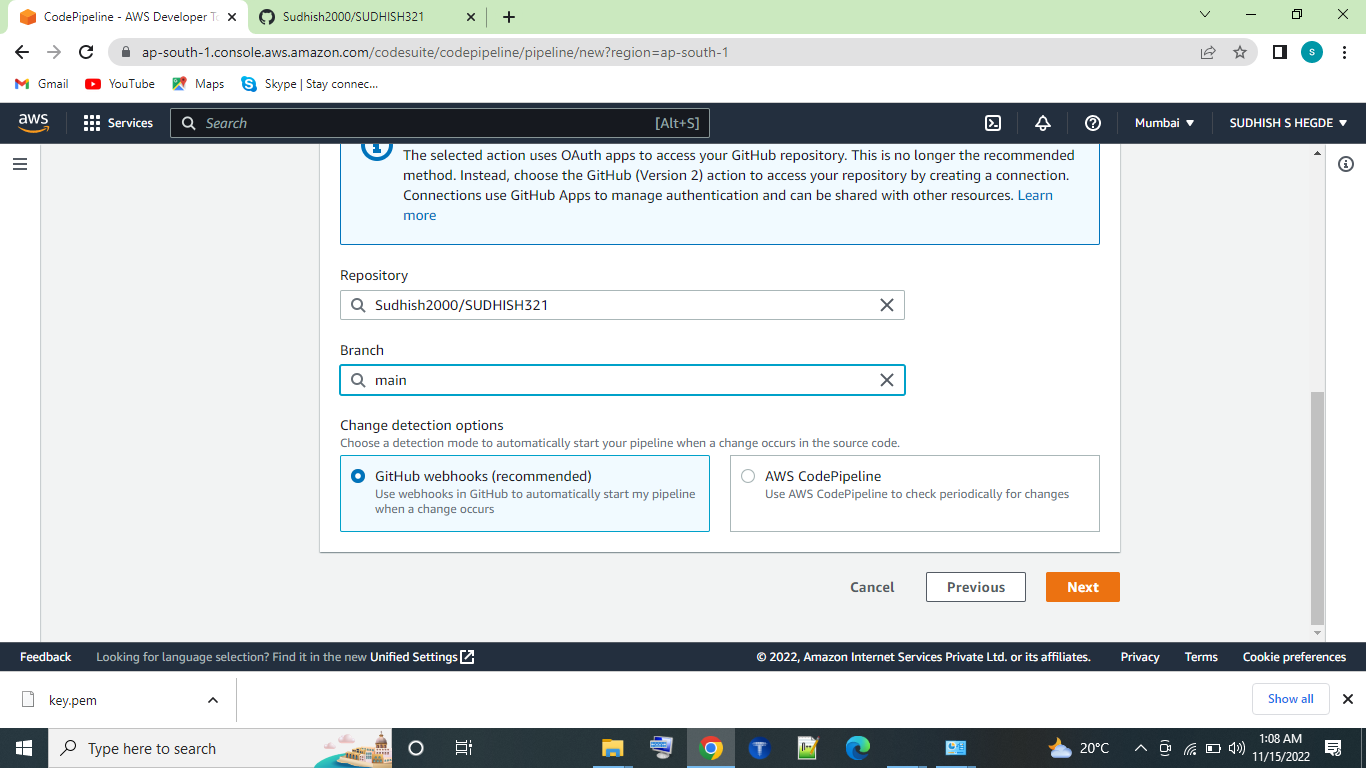 CodePipeline - AWS Developer To
Sudhish2000/SUDHISH321
ap-south-1.console.aws.amazon.com/codesuite/codepipeline/pipeline/new?region=ap-south-1
S
Gmail
YouTube
Maps
Skype | Stay connec...
aws
Services
Search
[Alt+S]
Mumbai
SUDHISH S HEGDE
The selected action uses OAuth apps to access your GitHub repository. This is no longer the recommended
method. Instead, choose the GitHub (Version 2) action to access your repository by creating a connection.
Connections use GitHub Apps to manage authentication and can be shared with other resources. Learn
more
Repository
Sudhish2000/SUDHISH321
Branch
main
Change detection options
Choose a detection mode to automatically start your pipeline when a change occurs in the source code.
GitHub webhooks (recommended)
Use webhooks in GitHub to automatically start my pipeline
when a change occurs
AWS CodePipeline
Use AWS CodePipeline to check periodically for changes
Cancel
Previous
Next
Feedback
Looking for language selection? Find it in the new Unified Settings
© 2022, Amazon Internet Services Private Ltd. or its affiliates.
Privacy
Terms
Cookie preferences
key.pem
Show all
Type here to search
20°C
1:08 AM
11/15/2022